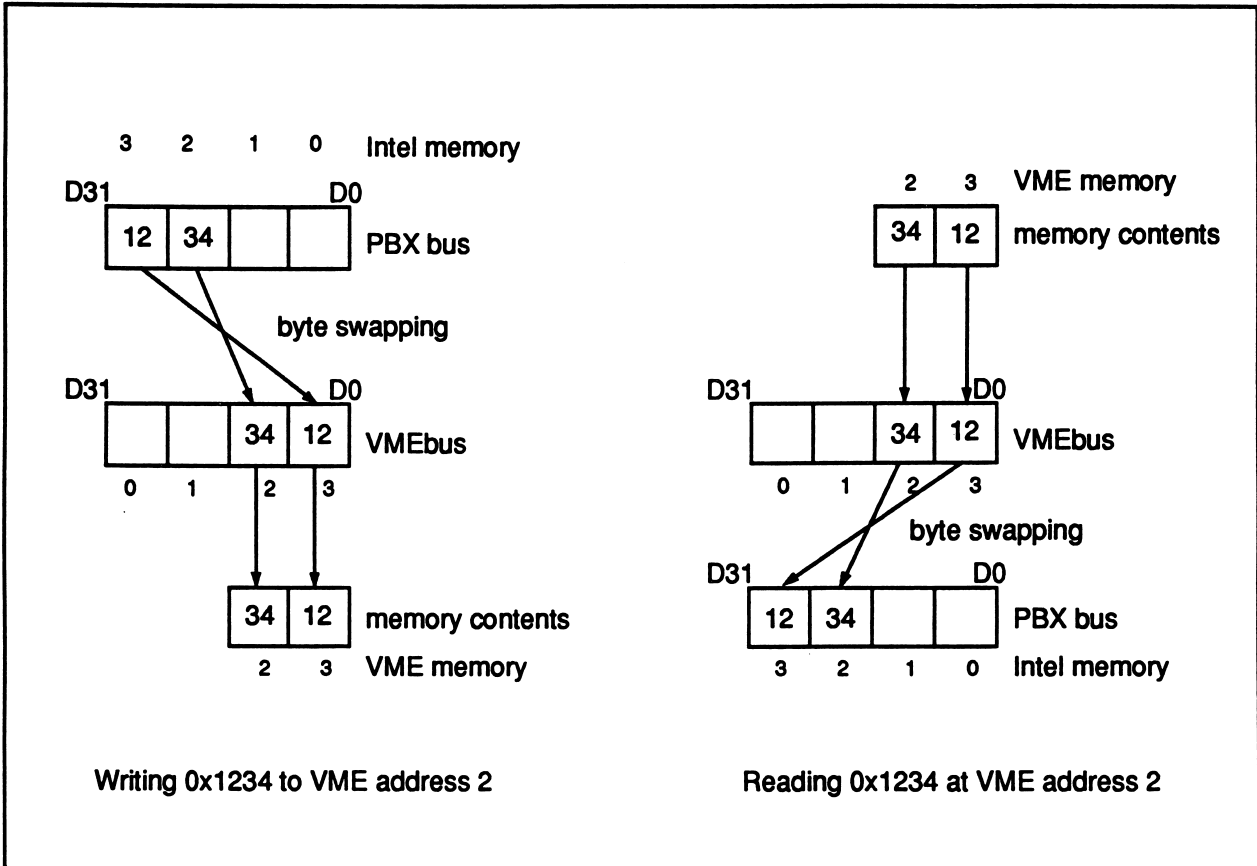 3 2 1 0 Intel memory
D31 D0
12 34 PBX bus
byte swapping
D31 D0
34 12 VMEbus
0 1 2 3
34 12 memory contents
2 3 VME memory
Writing 0x1234 to VME address 2
2 3 VME memory
34 12 memory contents
D31 D0
34 12 VMEbus
0 1 2 3
byte swapping
D31 D0
12 34 PBX bus
3 2 1 0 Intel memory
Reading 0x1234 at VME address 2